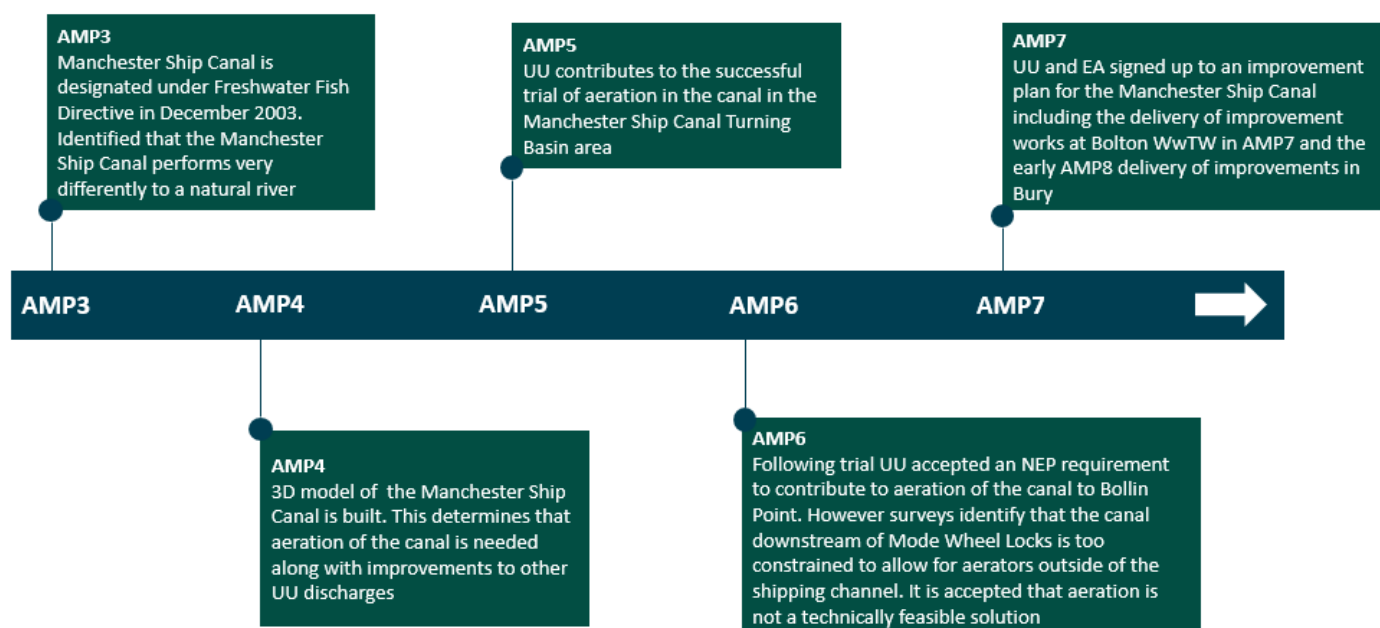 AMP3
Manchester Ship Canal is
designated under Freshwater Fish
Directive in December 2003.
Identified that the Manchester
Ship Canal performs very
differently to a natural river
AMP5
UU contributes to the successful
trial of aeration in the canal in the
Manchester Ship Canal Turning
Basin area
AMP7
UU and EA signed up to an improvement
plan for the Manchester Ship Canal
including the delivery of improvement
works at Bolton WwTW in AMP7 and the
early AMP8 delivery of improvements in
Bury
AMP3 AMP4 AMP5 AMP6 AMP7
AMP4
3D model of the Manchester Ship
Canal is built. This determines that
aeration of the canal is needed
along with improvements to other
UU discharges
AMP6
Following trial UU accepted an NEP requirement
to contribute to aeration of the canal to Bollin
Point. However surveys identify that the canal
downstream of Mode Wheel Locks is too
constrained to allow for aerators outside of the
shipping channel. It is accepted that aeration is
not a technically feasible solution